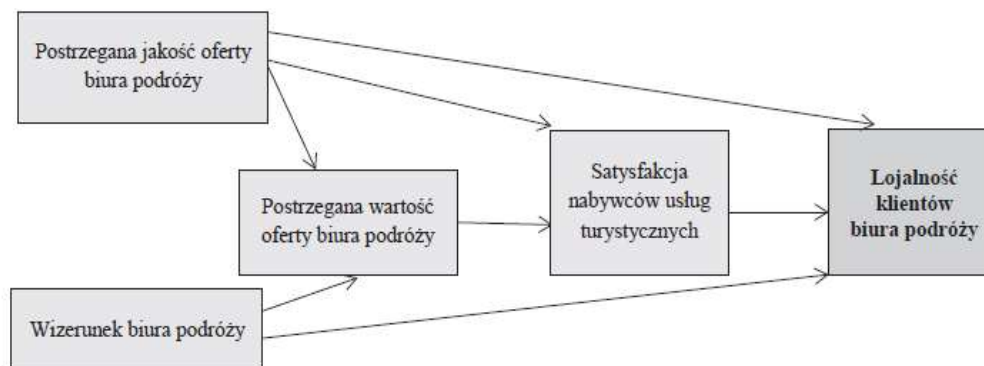 Postrzegana jakość oferty
biura podróży
Postrzegana wartość
oferty biura podróży
Wizerunek biura podróży
Satysfakcja
nabywców usług
turystycznych
Lojalność
klientów
biura podróży